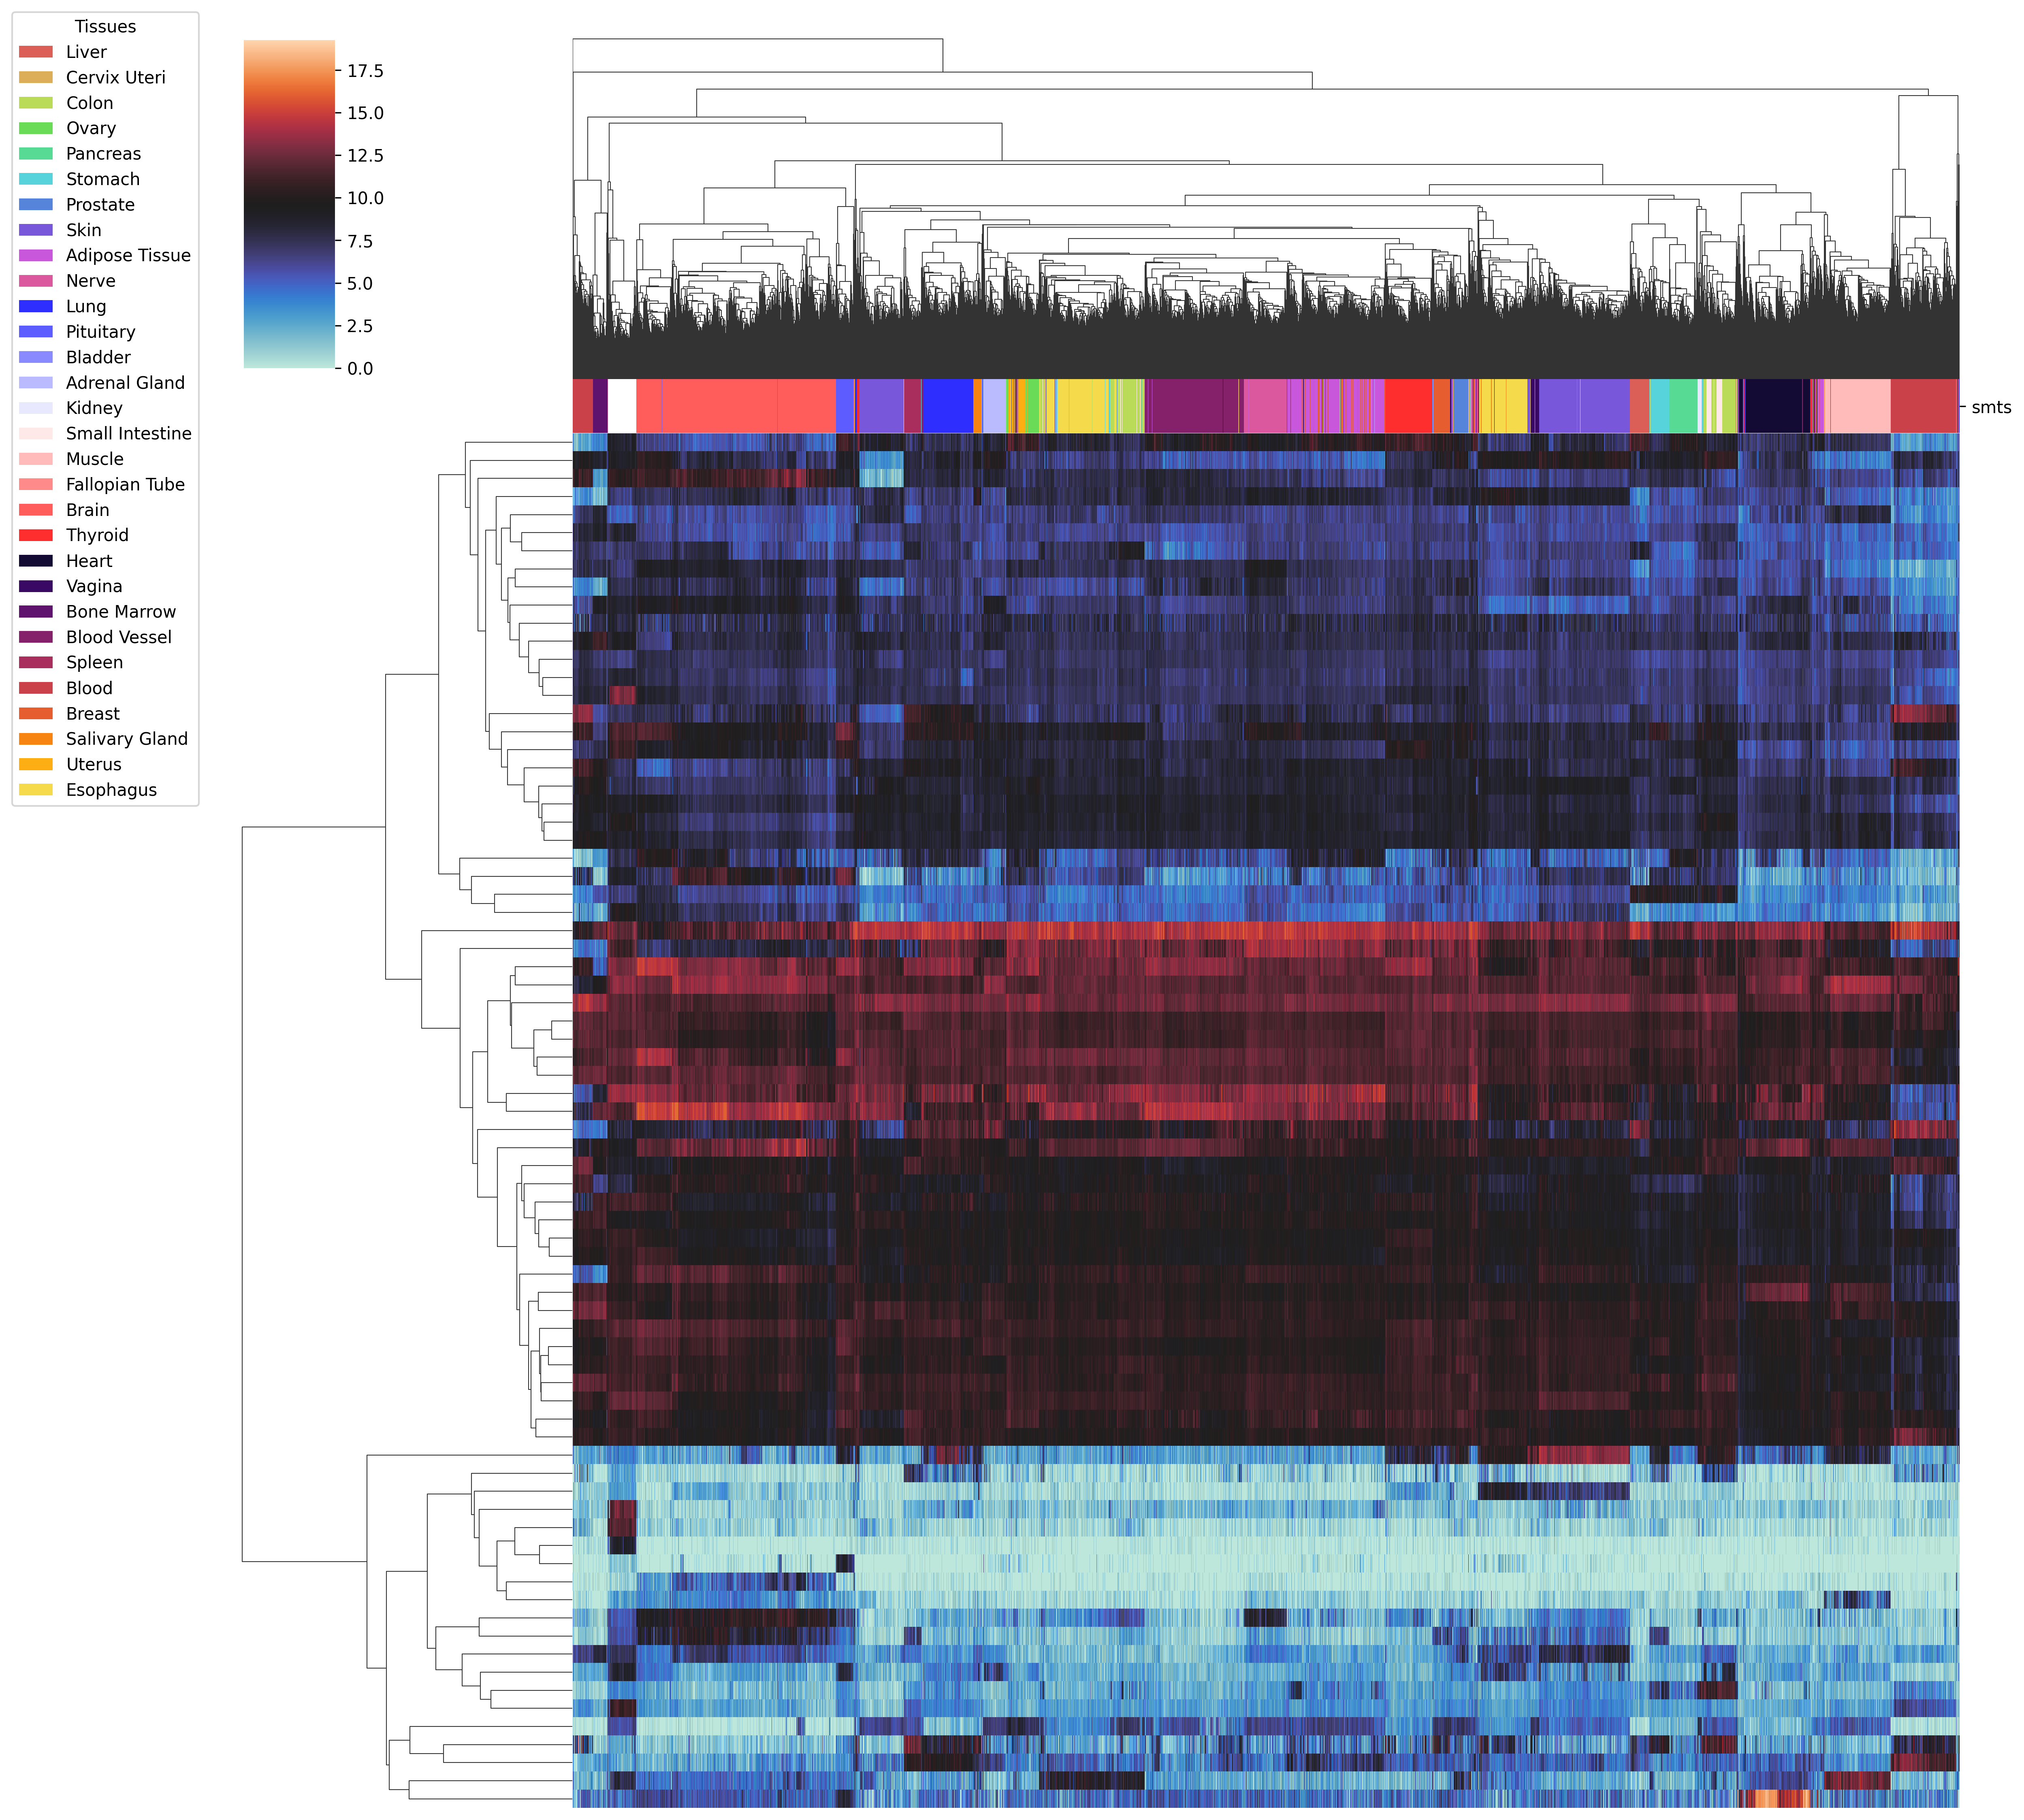 Tissues
Liver
Cervix Uteri
Colon
Ovary
Pancreas
Stomach
Prostate
Skin
Adipose Tissue
Nerve
Lung
Pituitary
Bladder
Adrenal Gland
Kidney
Small Intestine
Muscle
Fallopian Tube
Brain
Thyroid
Heart
Vagina
Bone Marrow
Blood Vessel
Spleen
Blood
Breast
Salivary Gland
Uterus
Esophagus
17.5
15.0
12.5
10.0
7.5
5.0
2.5
0.0
smts